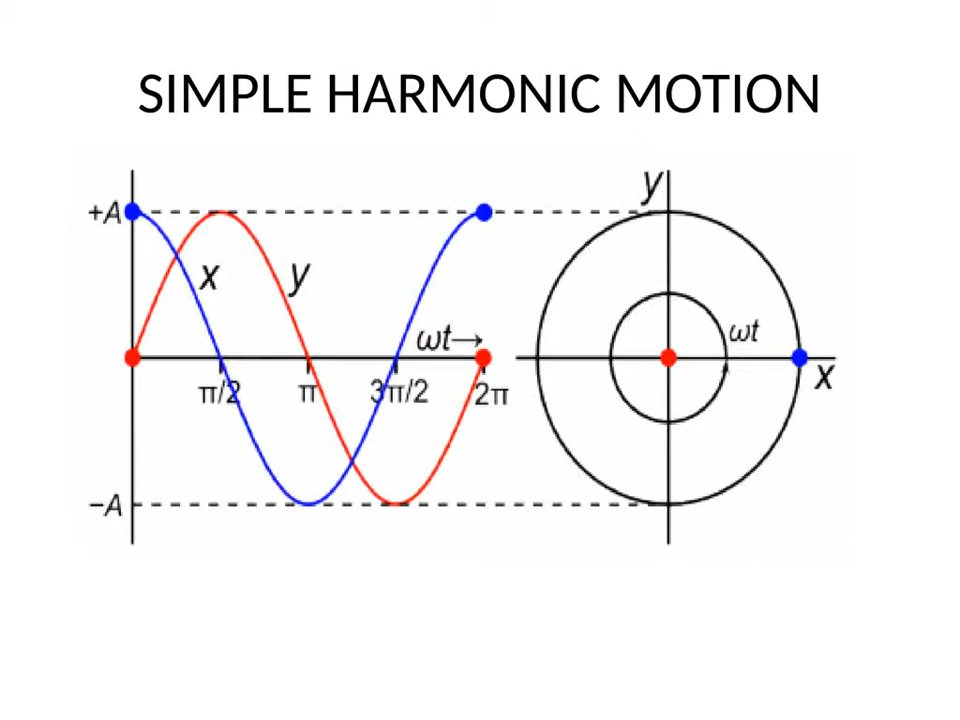 SIMPLE HARMONIC MOTION
y
+A
x
y
ωt→
ωt
π/2
π
3π/2
2π
x
−A